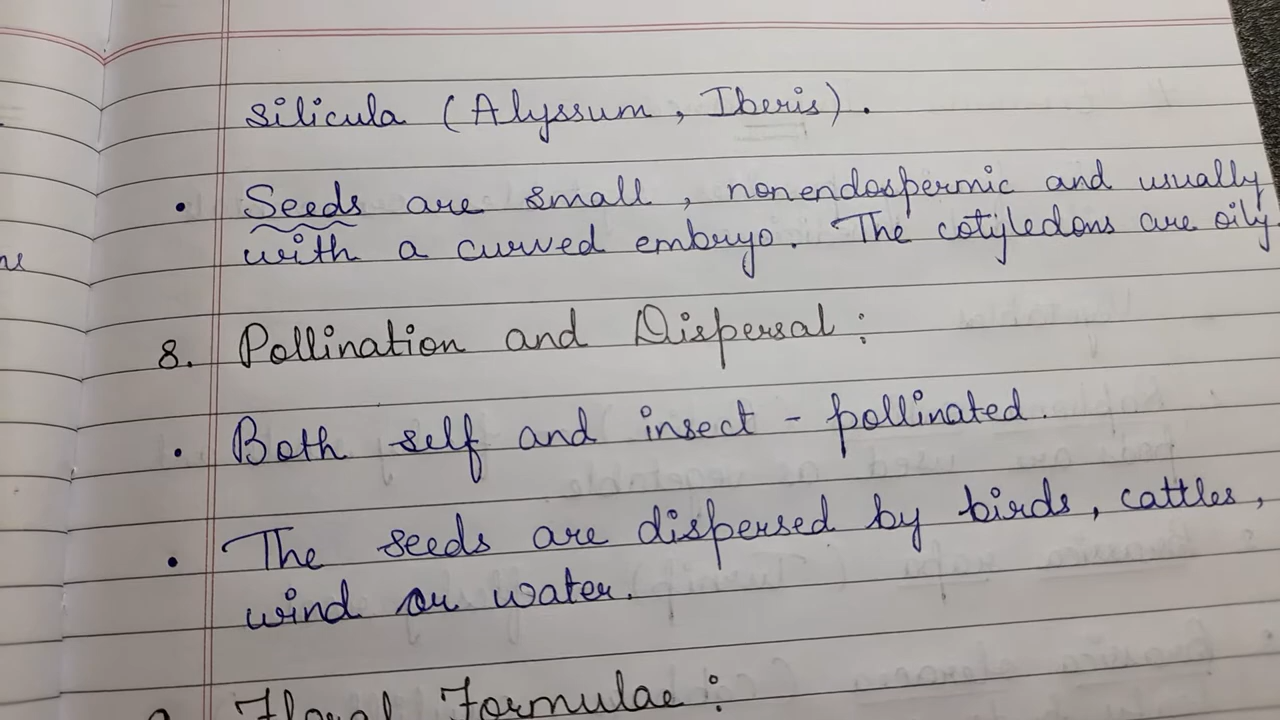 silicula (Alyssum, Iberis).
• Seeds are small, nonendospermic and usually
with a curved embryo. The cotyledons are oily
8. Pollination and Dispersal:
• Both self and insect - pollinated.
• The seeds are dispersed by birds, cattles,
wind or water.
Floral Formulae: